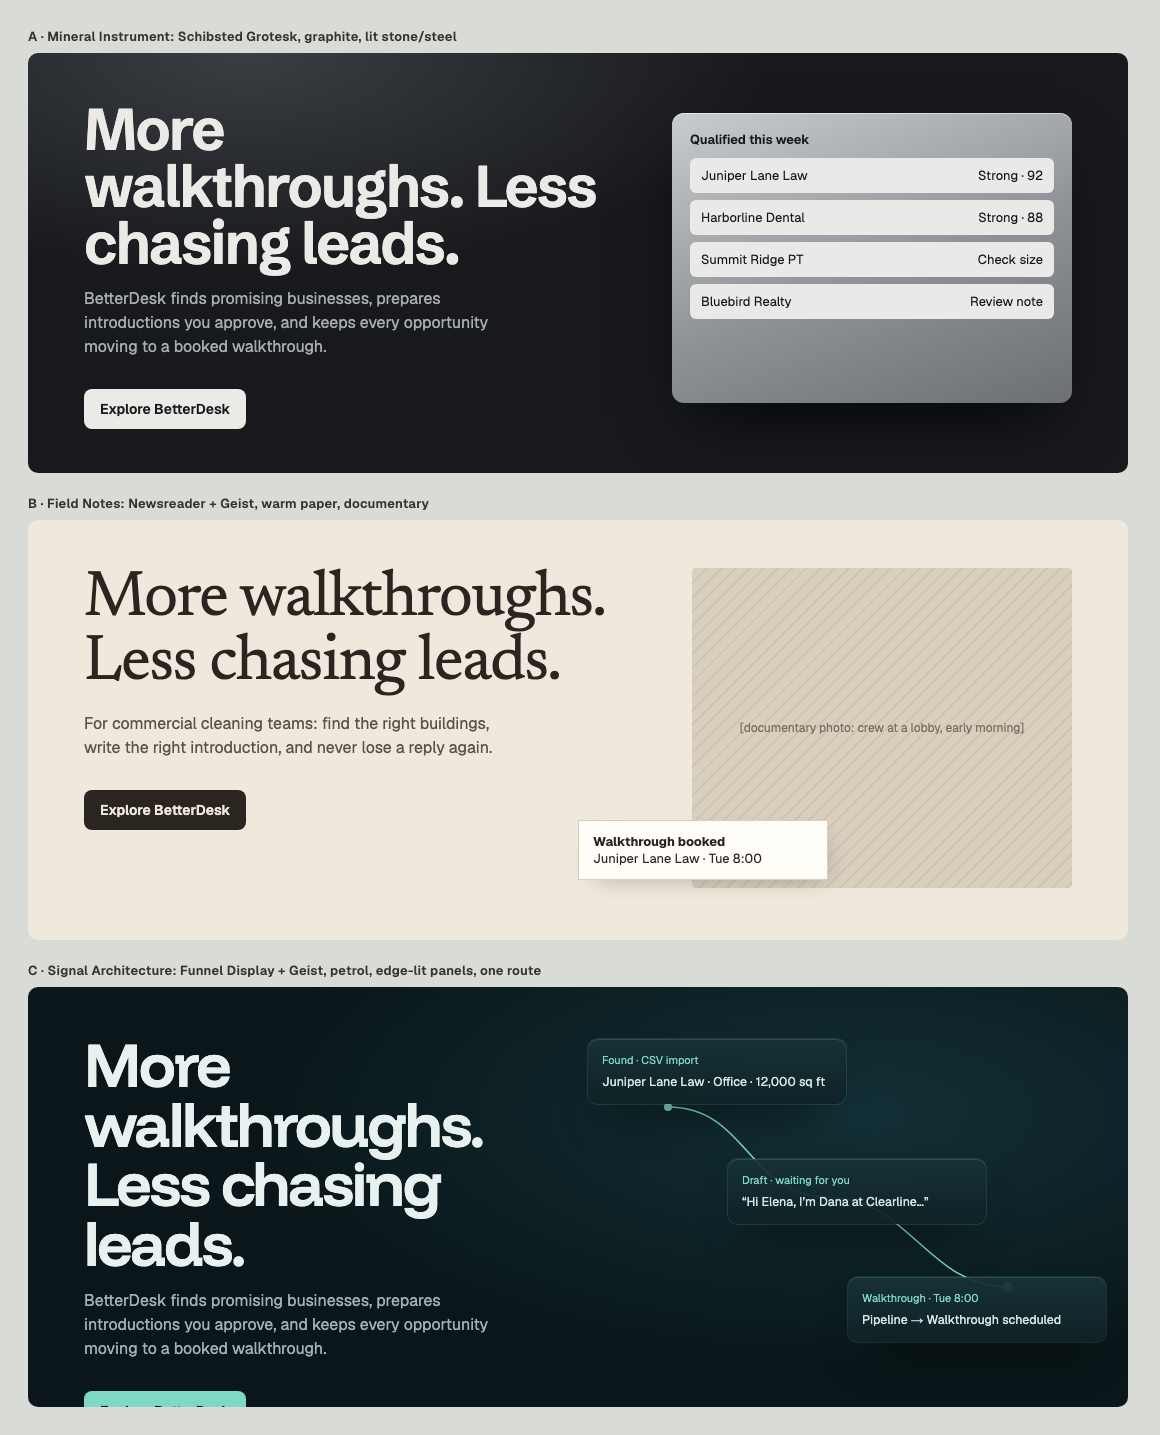 A · Mineral Instrument: Schibsted Grotesk, graphite, lit stone/steel
More
walkthroughs. Less
chasing leads.
BetterDesk finds promising businesses, prepares
introductions you approve, and keeps every opportunity
moving to a booked walkthrough.
Explore BetterDesk
Qualified this week
Juniper Lane Law Strong · 92
Harborline Dental Strong · 88
Summit Ridge PT Check size
Bluebird Realty Review note
B · Field Notes: Newsreader + Geist, warm paper, documentary
More walkthroughs.
Less chasing leads.
For commercial cleaning teams: find the right buildings,
write the right introduction, and never lose a reply again.
Explore BetterDesk
[documentary photo: crew at a lobby, early morning]
Walkthrough booked
Juniper Lane Law · Tue 8:00
C · Signal Architecture: Funnel Display + Geist, petrol, edge-lit panels, one route
More
walkthroughs.
Less chasing
leads.
BetterDesk finds promising businesses, prepares
introductions you approve, and keeps every opportunity
moving to a booked walkthrough.
Found · CSV import
Juniper Lane Law · Office · 12,000 sq ft
Draft · waiting for you
“Hi Elena, I’m Dana at Clearline…”
Walkthrough · Tue 8:00
Pipeline → Walkthrough scheduled